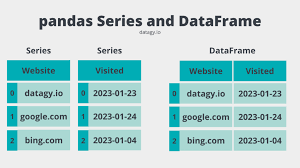 pandas Series and DataFrame
datagy.io
Series Series DataFrame
Website Visited Website Visited
0 datagy.io 0 2023-01-23 0 datagy.io 2023-01-23
1 google.com 1 2023-01-24 1 google.com 2023-01-24
2 bing.com 2 2023-01-04 2 bing.com 2023-01-04